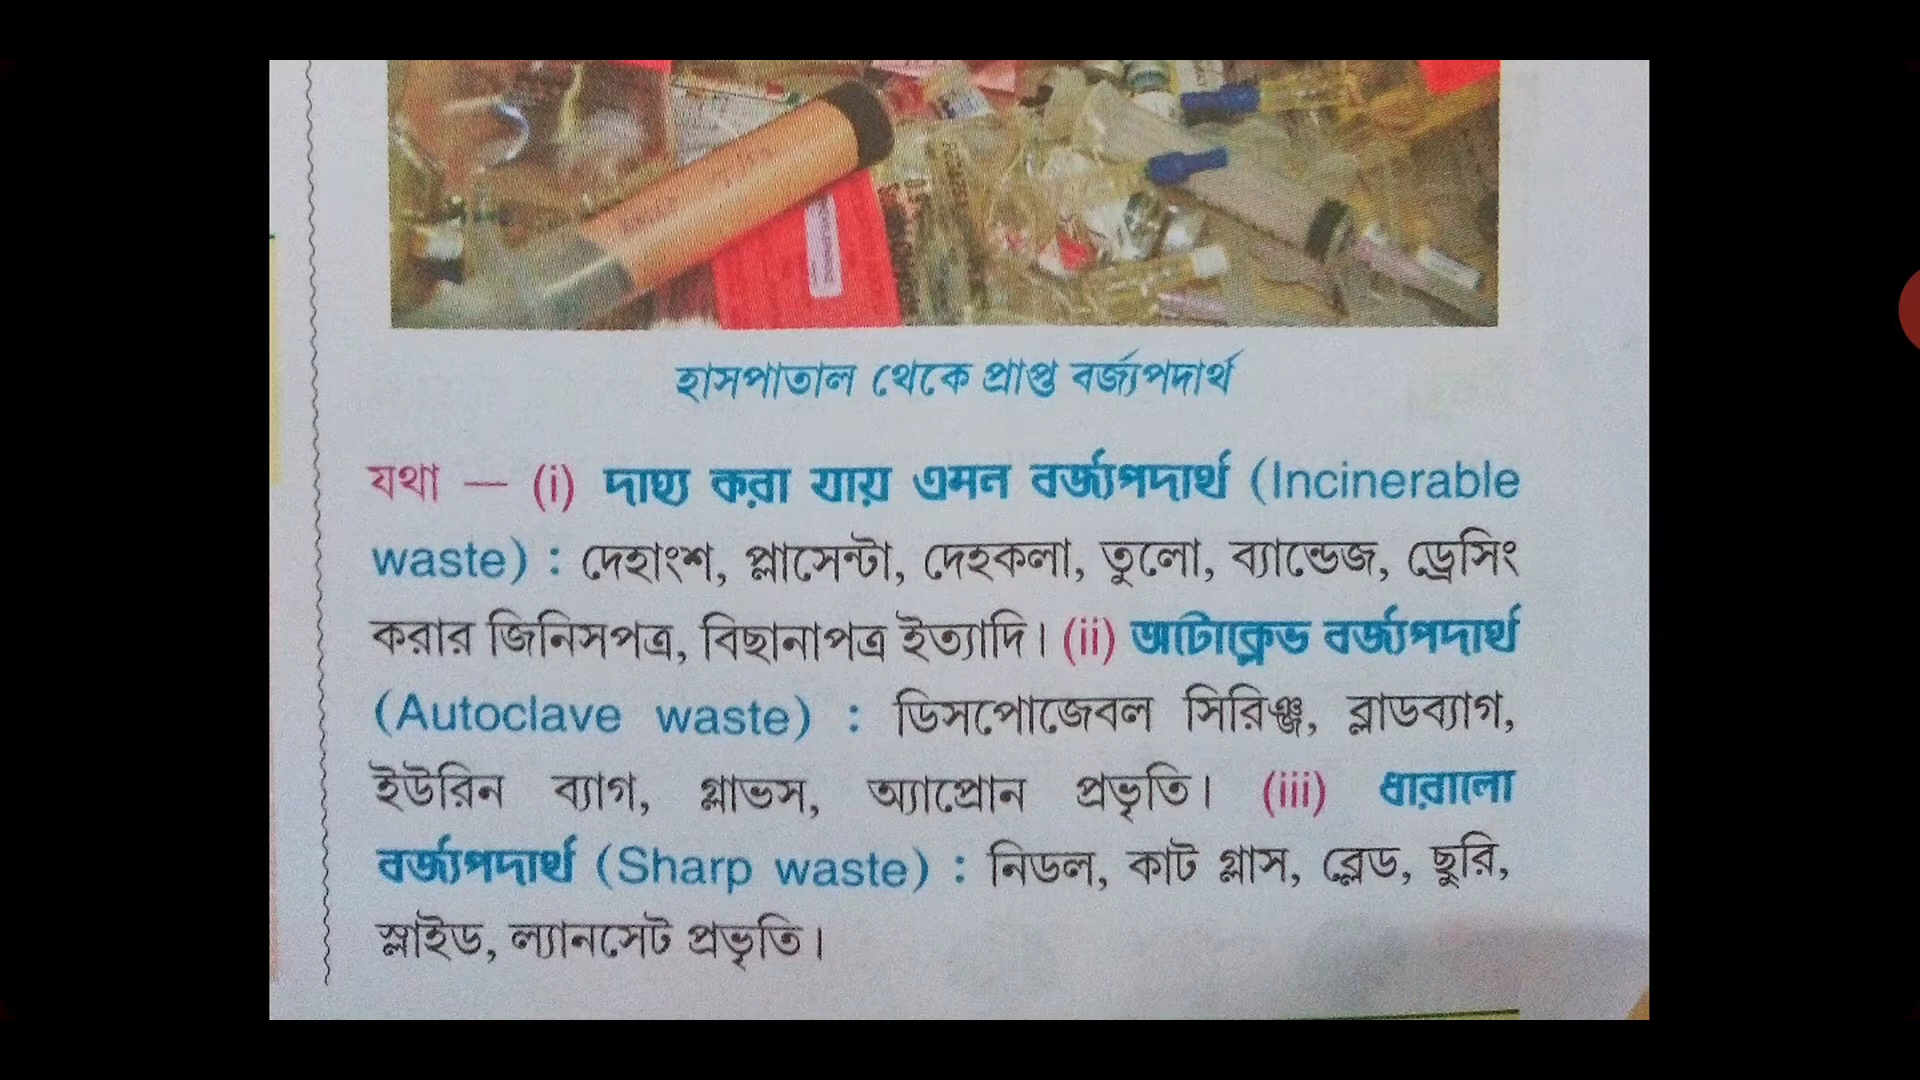 হাসপাতাল থেকে প্রাপ্ত বর্জ্যপদার্থ
যথা — (i) দাহ্য করা যায় এমন বর্জ্যপদার্থ (Incinerable
waste) : দেহাংশ, প্লাসেন্টা, দেহকলা, তুলো, ব্যান্ডেজ, ড্রেসিং
করার জিনিসপত্র, বিছানাপত্র ইত্যাদি। (ii) অটোক্লেভ বর্জ্যপদার্থ
(Autoclave waste) : ডিসপোজেবল সিরিঞ্জ, ব্লাডব্যাগ,
ইউরিন ব্যাগ, গ্লাভস, অ্যাপ্রোন প্রভৃতি। (iii) ধারালো
বর্জ্যপদার্থ (Sharp waste) : নিডল, কাট গ্লাস, ব্লেড, ছুরি,
স্লাইড, ল্যানসেট প্রভৃতি।